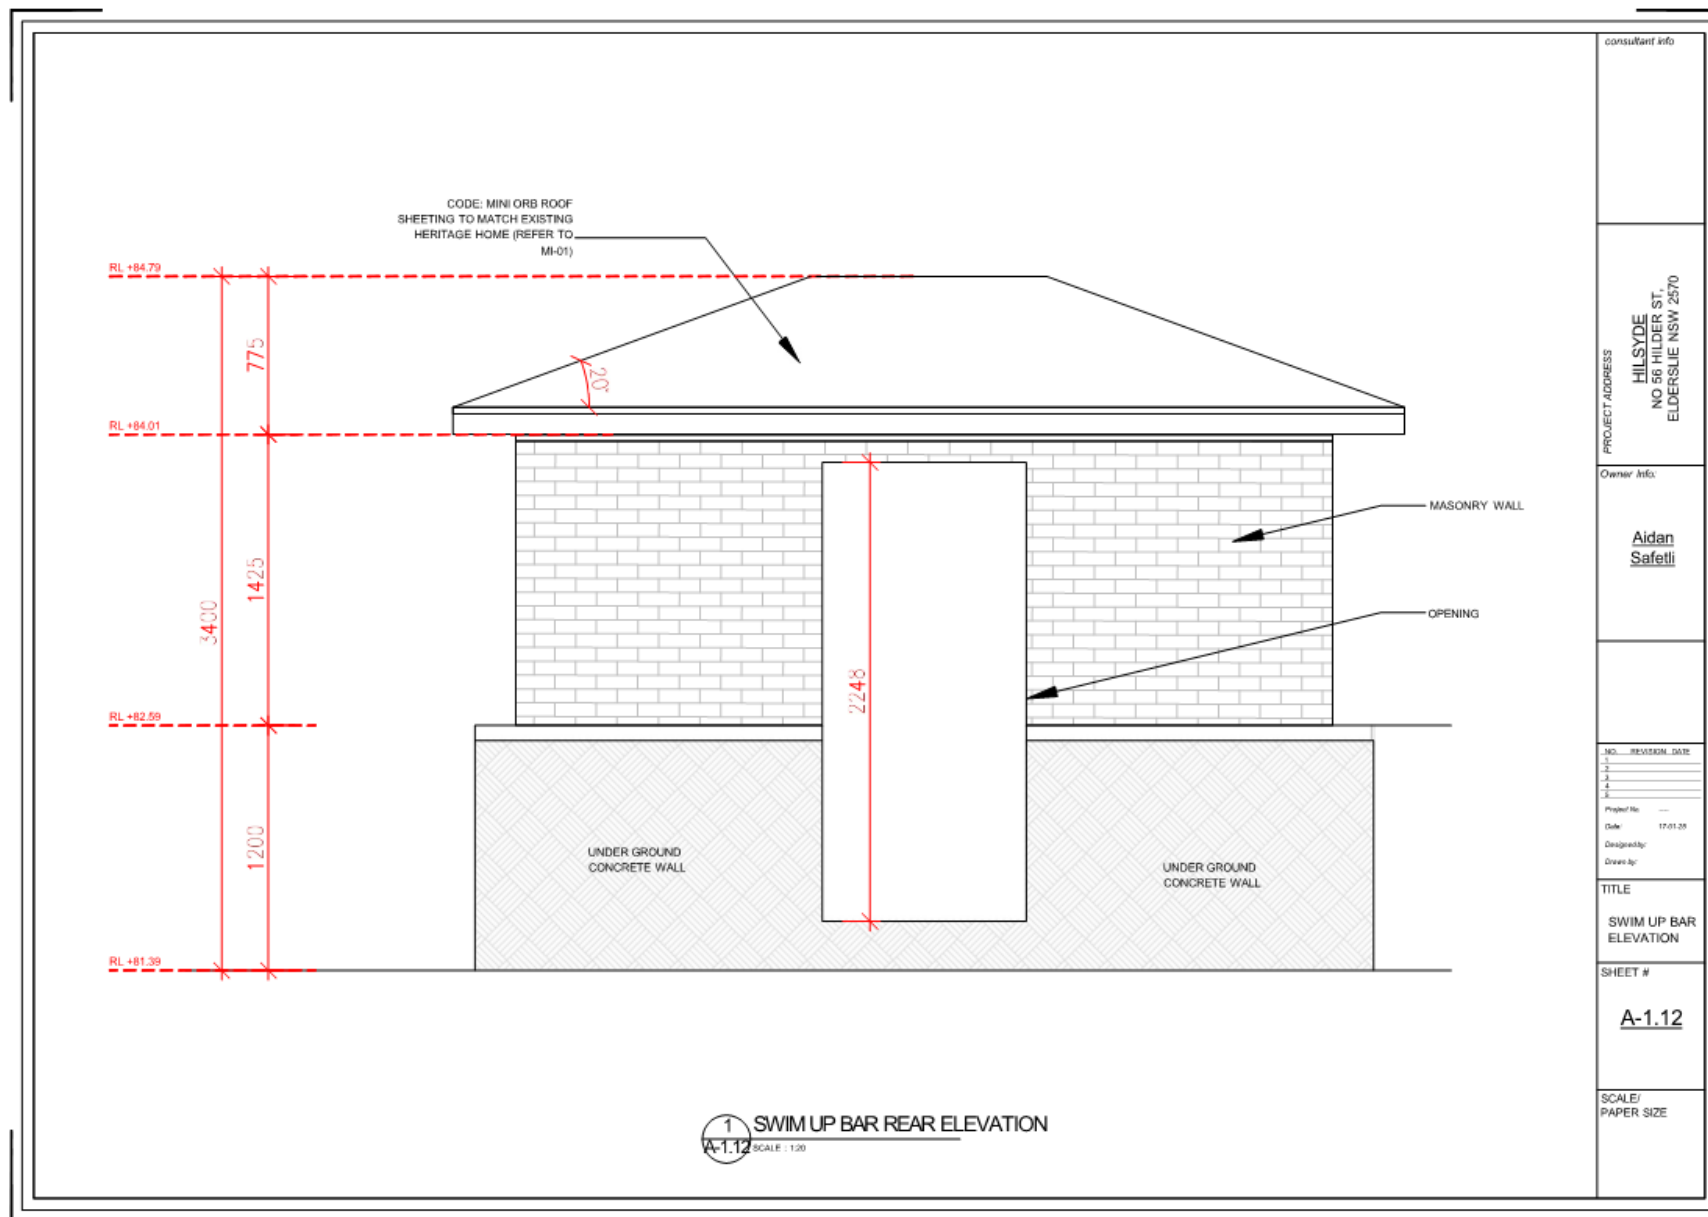 consultant info
CODE: MINI ORB ROOF
SHEETING TO MATCH EXISTING
HERITAGE HOME (REFER TO
MI-01)
RL +84.79
775
20°
RL +84.01
1425
3400
MASONRY WALL
OPENING
2248
RL +82.59
1200
UNDER GROUND
CONCRETE WALL
UNDER GROUND
CONCRETE WALL
RL +81.39
1
A-1.12
SWIM UP BAR REAR ELEVATION
SCALE : 1:20
PROJECT ADDRESS
HILSYDE
NO 56 HILDER ST,
ELDERSLIE NSW 2570
Owner Info:
Aidan
Safetli
NO. REVISION DATE
1
2
3
4
5
Project No. ---
Date:
Designed by:
Drawn by:
TITLE
SWIM UP BAR
ELEVATION
SHEET #
A-1.12
SCALE/
PAPER SIZE